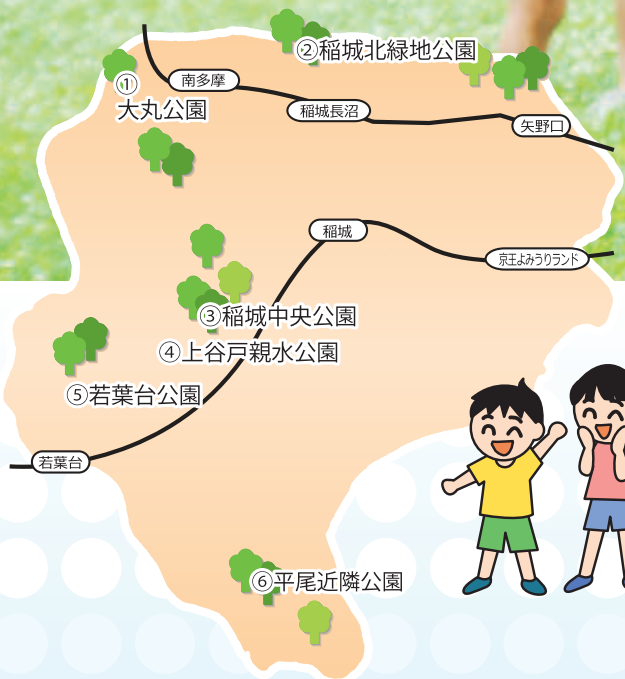 ②稲城北緑地公園
①
大丸公園
南多摩
稲城長沼
矢野口
稲城
京王よみうりランド
③稲城中央公園
④上谷戸親水公園
⑤若葉台公園
若葉台
⑥平尾近隣公園